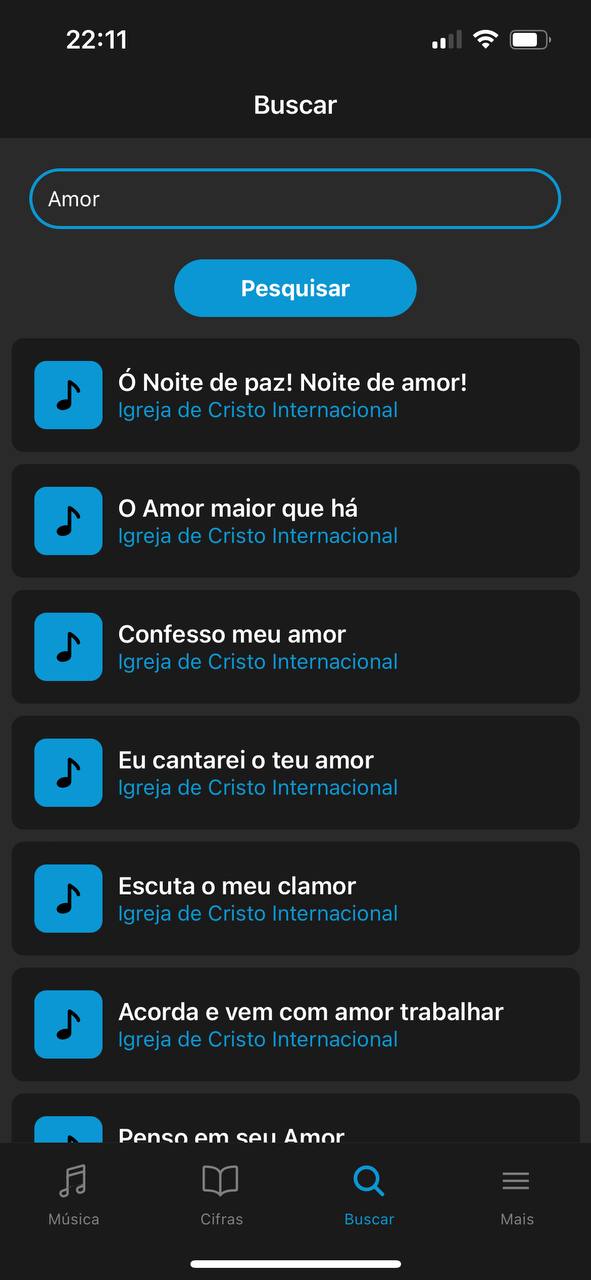 22:11
Buscar
Amor
Pesquisar
Ó Noite de paz! Noite de amor!
Igreja de Cristo Internacional
O Amor maior que há
Igreja de Cristo Internacional
Confesso meu amor
Igreja de Cristo Internacional
Eu cantarei o teu amor
Igreja de Cristo Internacional
Escuta o meu clamor
Igreja de Cristo Internacional
Acorda e vem com amor trabalhar
Igreja de Cristo Internacional
Penso em seu Amor
Música
Cifras
Buscar
Mais